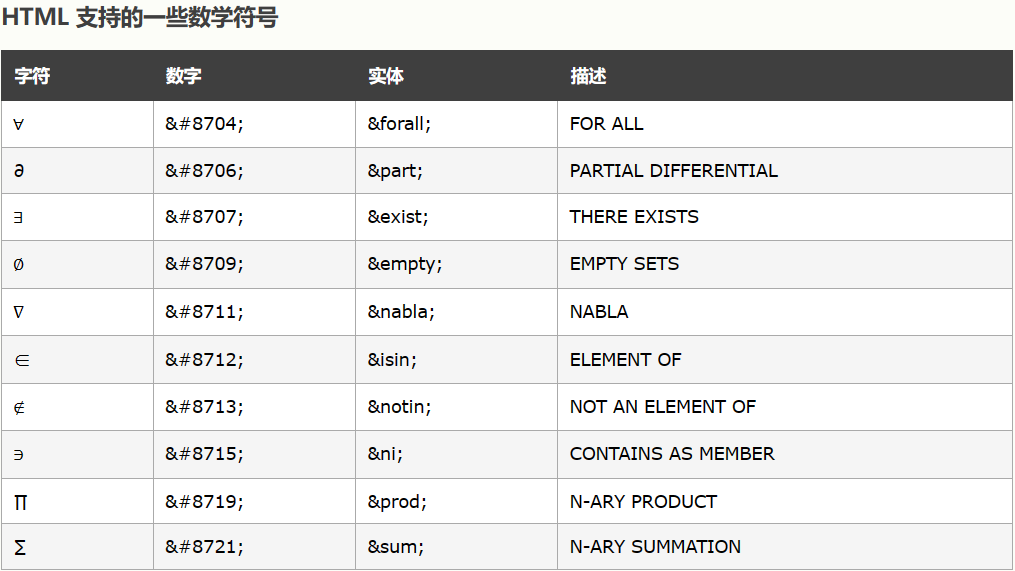 HTML 支持的一些数学符号
字符 数字 实体 描述
∀ &#8704; &forall; FOR ALL
∂ &#8706; &part; PARTIAL DIFFERENTIAL
∃ &#8707; &exist; THERE EXISTS
∅ &#8709; &empty; EMPTY SETS
∇ &#8711; &nabla; NABLA
∈ &#8712; &isin; ELEMENT OF
∉ &#8713; &notin; NOT AN ELEMENT OF
∋ &#8715; &ni; CONTAINS AS MEMBER
∏ &#8719; &prod; N-ARY PRODUCT
∑ &#8721; &sum; N-ARY SUMMATION